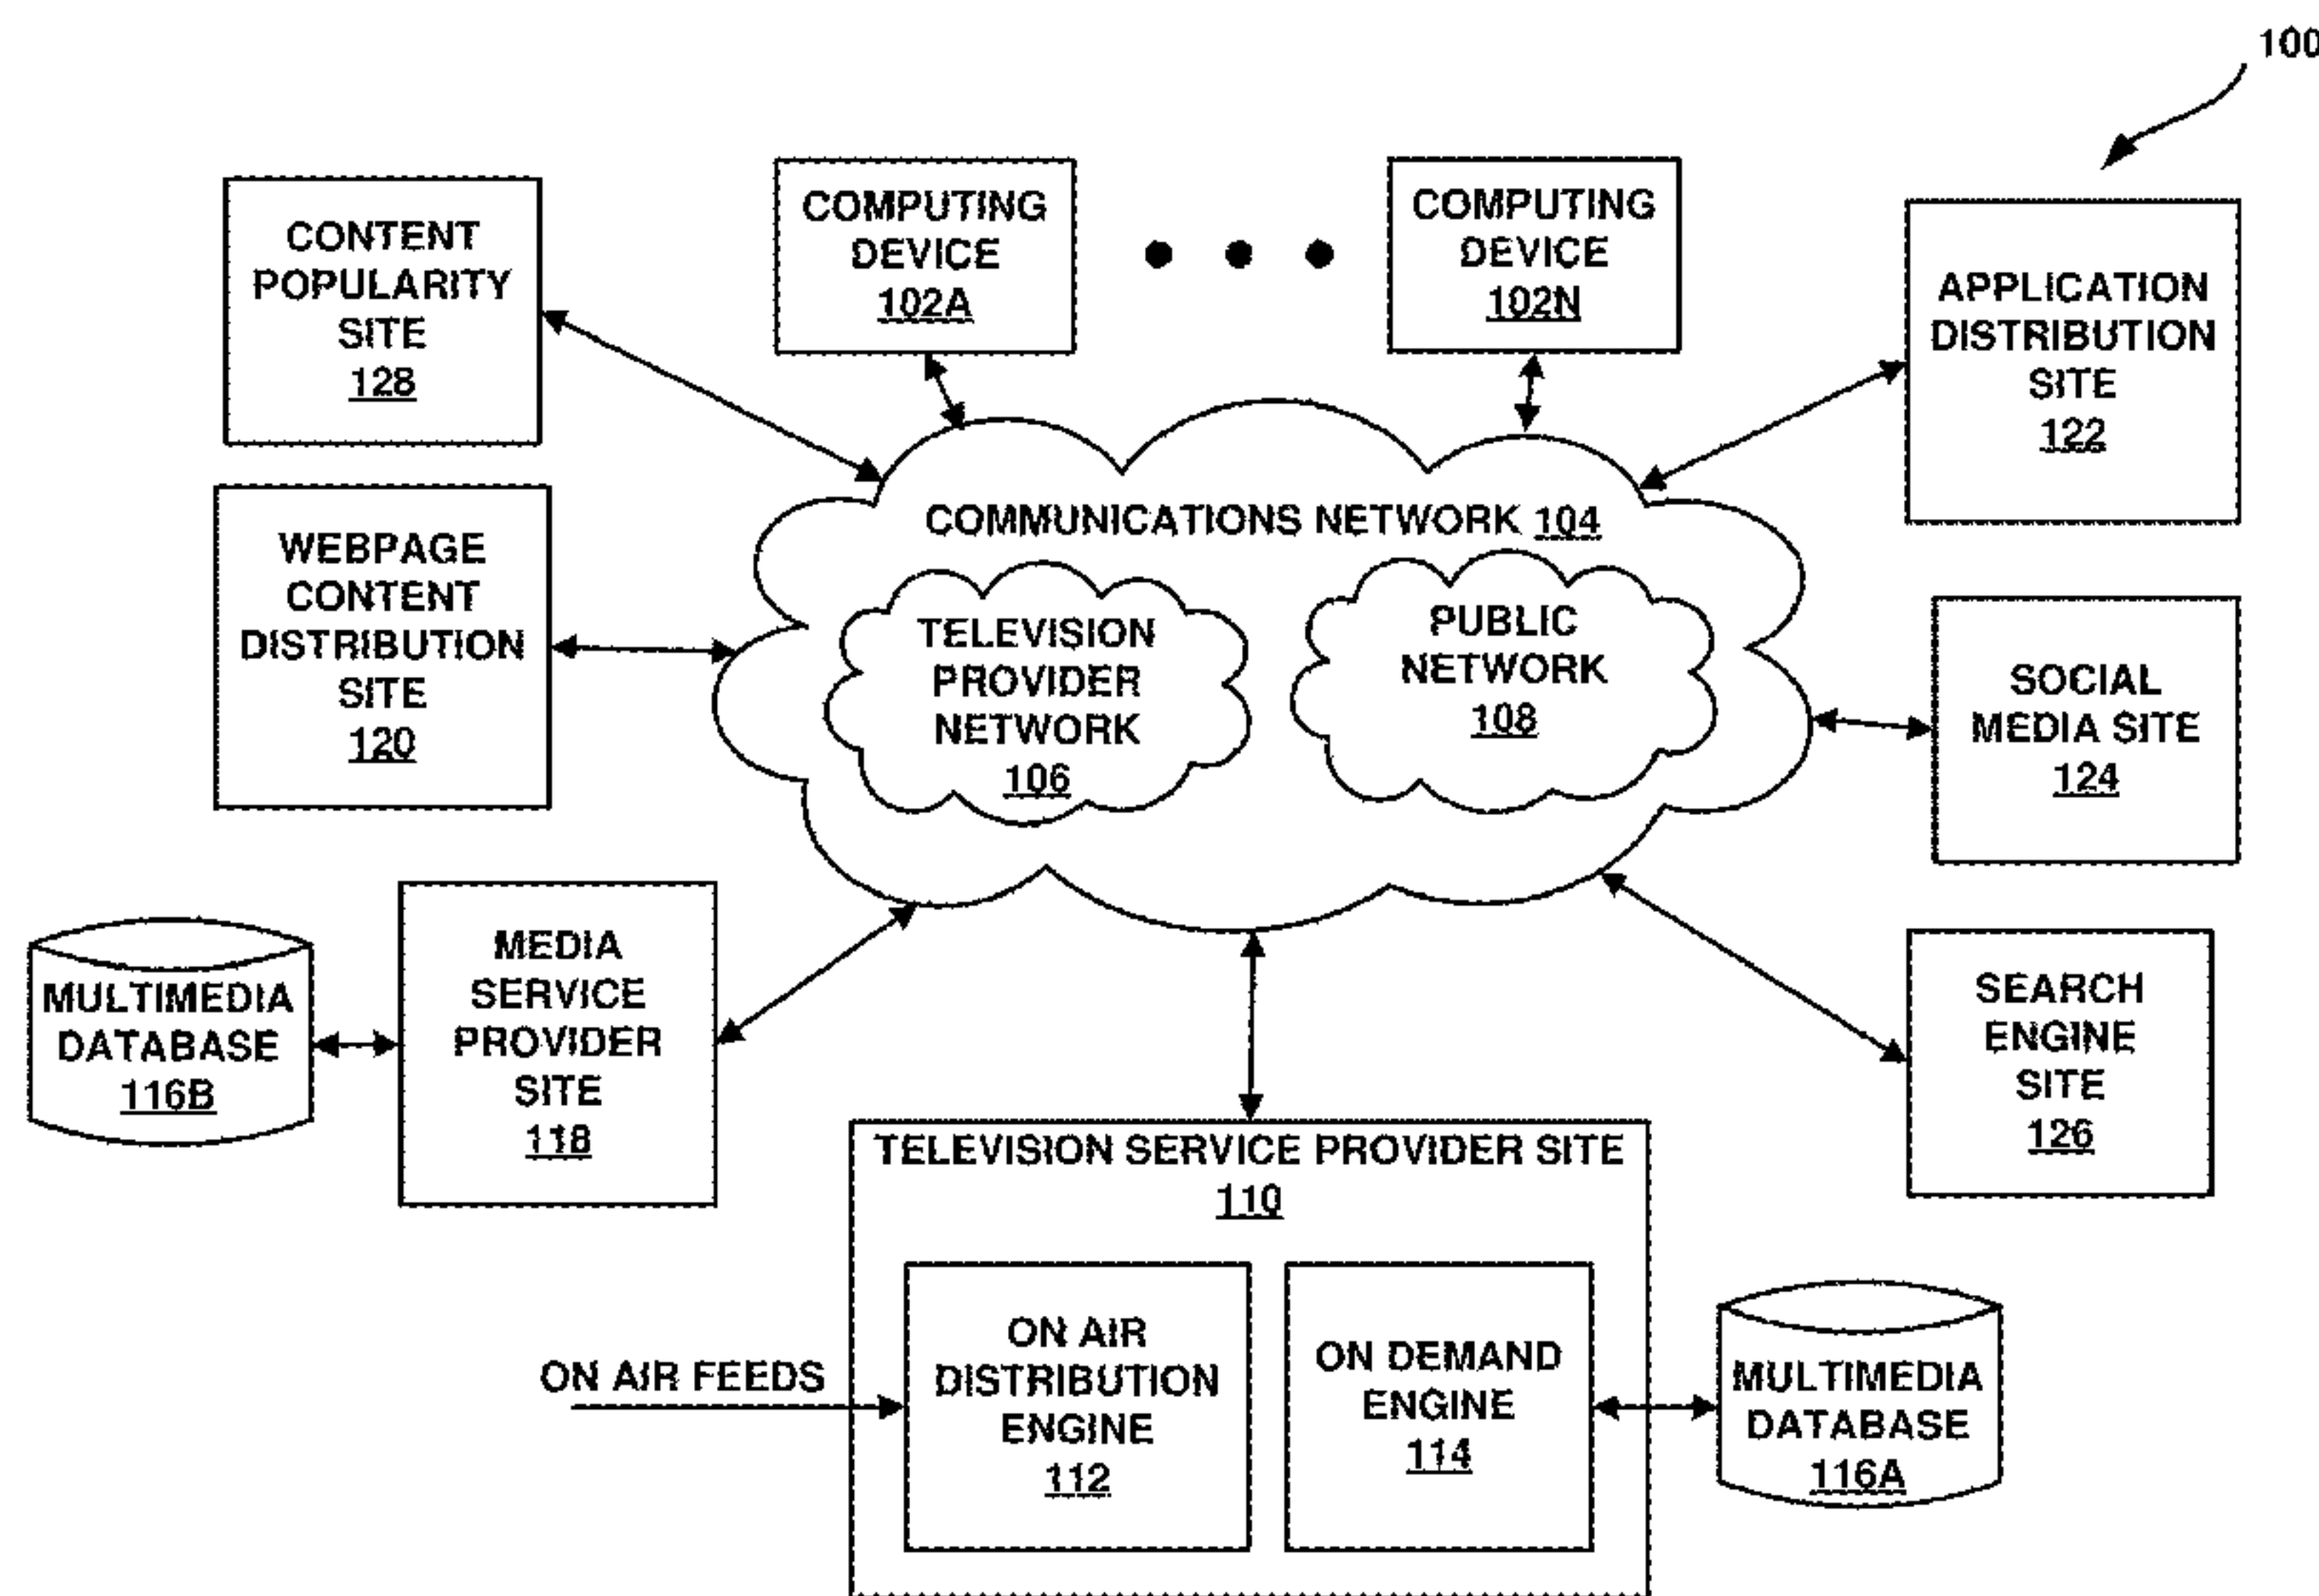 100
CONTENT
POPULARITY
SITE
128
COMPUTING
DEVICE
102A
COMPUTING
DEVICE
102N
APPLICATION
DISTRIBUTION
SITE
122
WEBPAGE
CONTENT
DISTRIBUTION
SITE
120
COMMUNICATIONS NETWORK 104
TELEVISION
PROVIDER
NETWORK
106
PUBLIC
NETWORK
108
SOCIAL
MEDIA SITE
124
MULTIMEDIA
DATABASE
116B
MEDIA
SERVICE
PROVIDER
SITE
118
SEARCH
ENGINE
SITE
126
TELEVISION SERVICE PROVIDER SITE
110
ON AIR FEEDS
ON AIR
DISTRIBUTION
ENGINE
112
ON DEMAND
ENGINE
114
MULTIMEDIA
DATABASE
116A